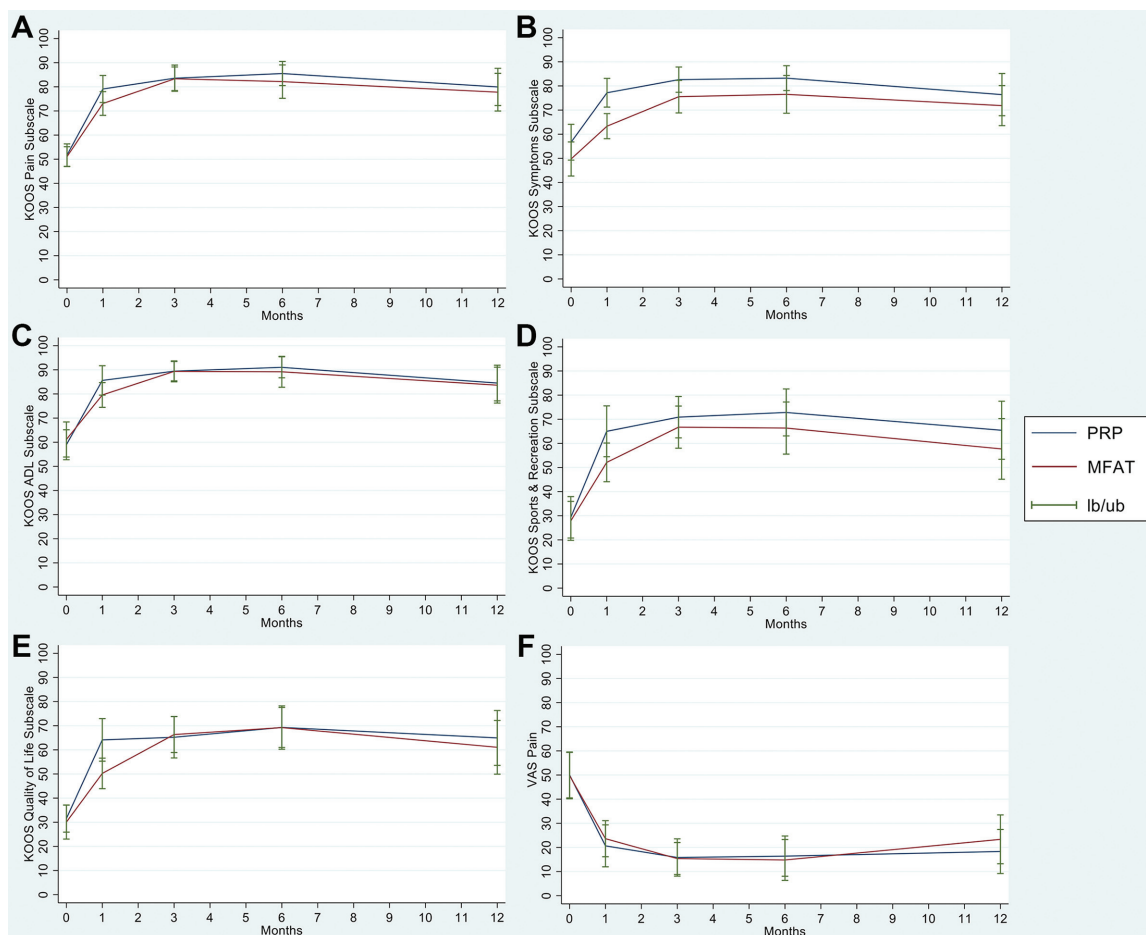 A
KOOS Pain Subscale
0 10 20 30 40 50 60 70 80 90 100
0 1 2 3 4 5 6 7 8 9 10 11 12
Months
B
KOOS Symptoms Subscale
0 10 20 30 40 50 60 70 80 90 100
0 1 2 3 4 5 6 7 8 9 10 11 12
Months
C
KOOS ADL Subscale
0 10 20 30 40 50 60 70 80 90 100
0 1 2 3 4 5 6 7 8 9 10 11 12
Months
D
KOOS Sports & Recreation Subscale
0 10 20 30 40 50 60 70 80 90 100
0 1 2 3 4 5 6 7 8 9 10 11 12
Months
PRP
MFAT
lb/ub
E
KOOS Quality of Life Subscale
0 10 20 30 40 50 60 70 80 90 100
0 1 2 3 4 5 6 7 8 9 10 11 12
Months
F
VAS Pain
0 10 20 30 40 50 60 70 80 90 100
0 1 2 3 4 5 6 7 8 9 10 11 12
Months